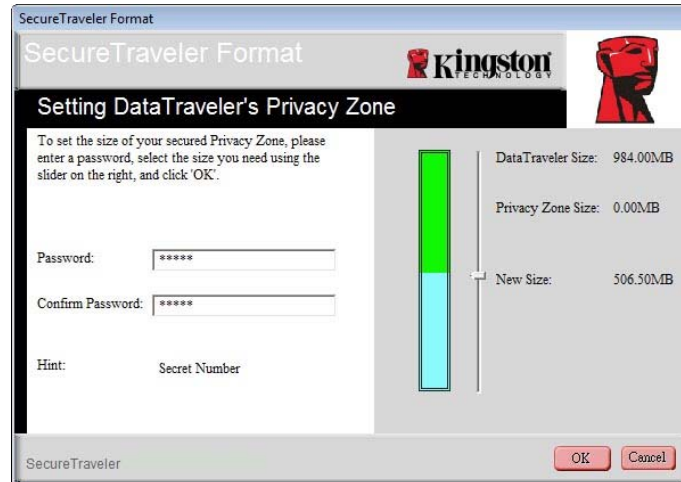 SecureTraveler Format
SecureTraveler Format
Kingston
TECHNOLOGY
Setting DataTraveler's Privacy Zone
To set the size of your secured Privacy Zone, please
enter a password, select the size you need using the
slider on the right, and click 'OK'.
DataTraveler Size: 984.00MB
Privacy Zone Size: 0.00MB
Password: *****
New Size: 506.50MB
Confirm Password: *****
Hint: Secret Number
SecureTraveler
OK
Cancel